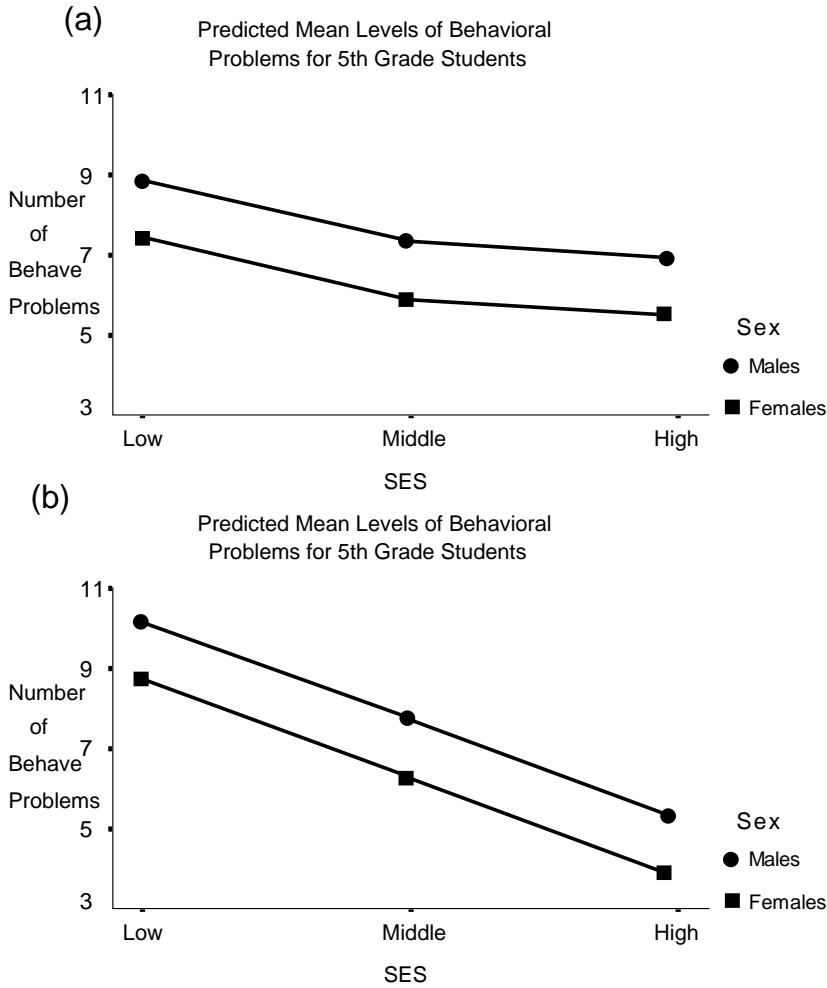 (a)
Predicted Mean Levels of Behavioral
Problems for 5th Grade Students
11
9
Number
of
7
Behave
Problems
5
3
Low Middle High
SES
Sex
Males
Females
(b)
Predicted Mean Levels of Behavioral
Problems for 5th Grade Students
11
9
Number
of
7
Behave
Problems
5
3
Low Middle High
SES
Sex
Males
Females